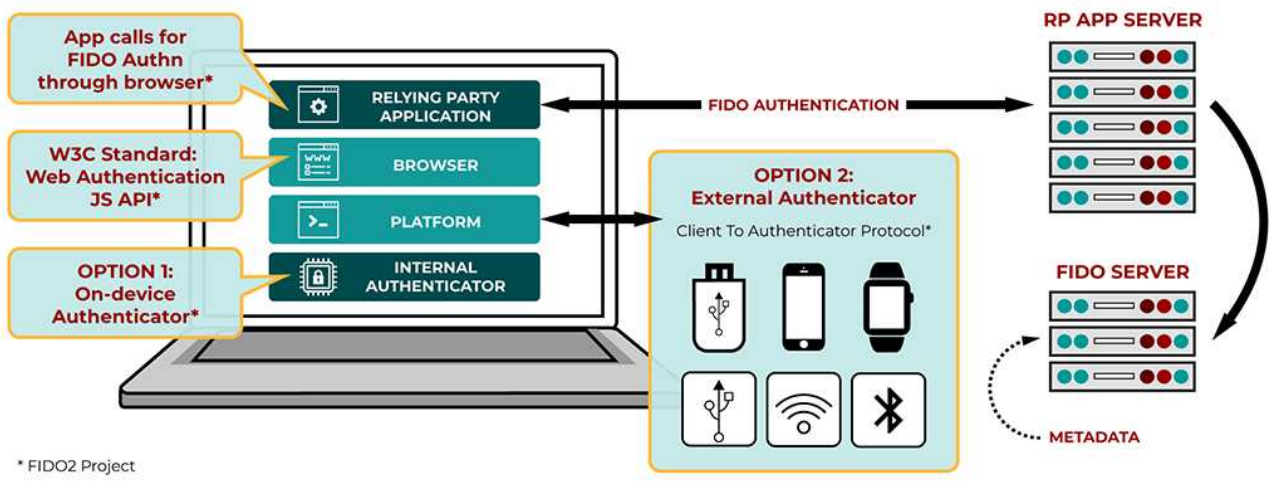 App calls for
FIDO Authn
through browser*
W3C Standard:
Web Authentication
JS API*
OPTION 1:
On-device
Authenticator*
RELYING PARTY
APPLICATION
WWW
BROWSER
PLATFORM
INTERNAL
AUTHENTICATOR
FIDO AUTHENTICATION
OPTION 2:
External Authenticator
Client To Authenticator Protocol*
RP APP SERVER
FIDO SERVER
METADATA
* FIDO2 Project